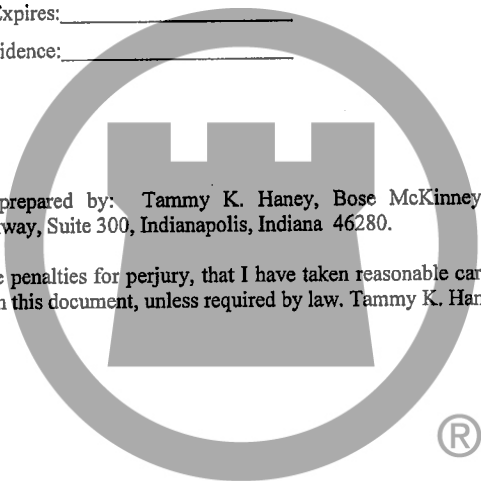 Expires:
idence:
prepared by: Tammy K. Haney, Bose McKinney
way, Suite 300, Indianapolis, Indiana 46280.
e penalties for perjury, that I have taken reasonable car
n this document, unless required by law. Tammy K. Han
®